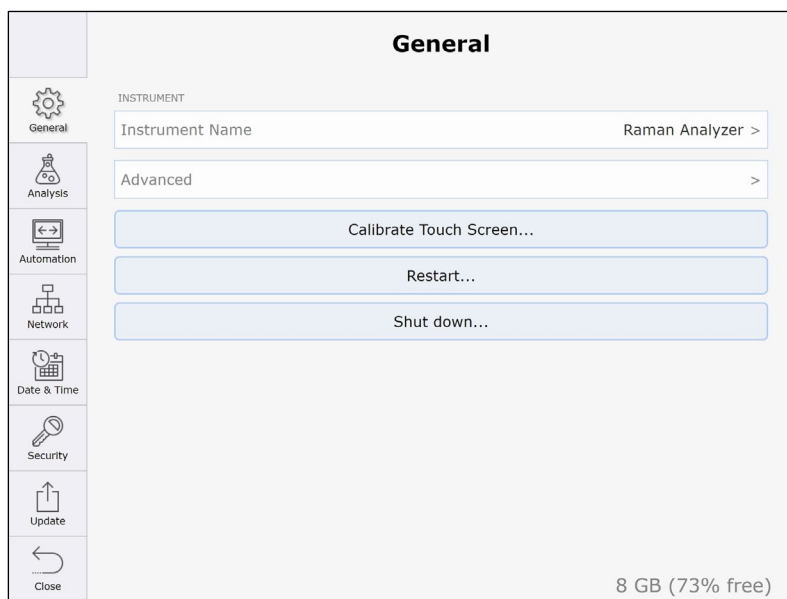 General
General
INSTRUMENT
Instrument Name Raman Analyzer >
Advanced >
Calibrate Touch Screen...
Restart...
Shut down...
Analysis
Automation
Network
Date & Time
Security
Update
Close
8 GB (73% free)